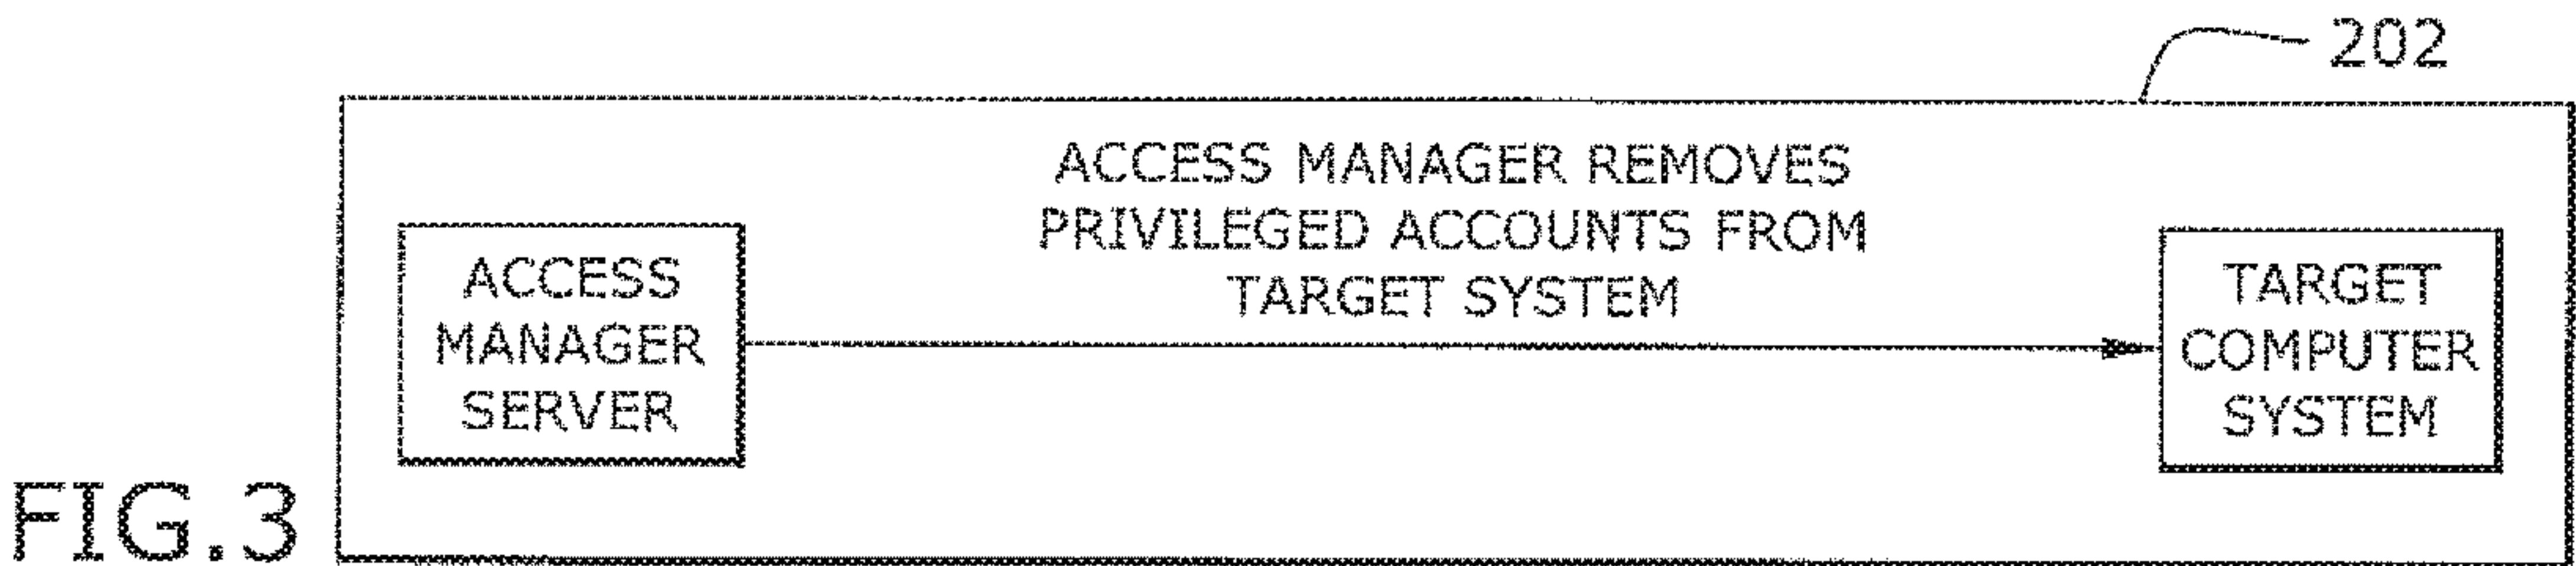 202
ACCESS MANAGER REMOVES
PRIVILEGED ACCOUNTS FROM
TARGET SYSTEM
ACCESS
MANAGER
SERVER
TARGET
COMPUTER
SYSTEM
FIG.3